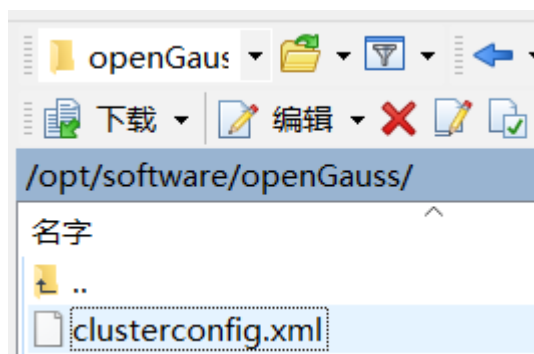 openGaus
下载 编辑
/opt/software/openGauss/
名字
..
clusterconfig.xml